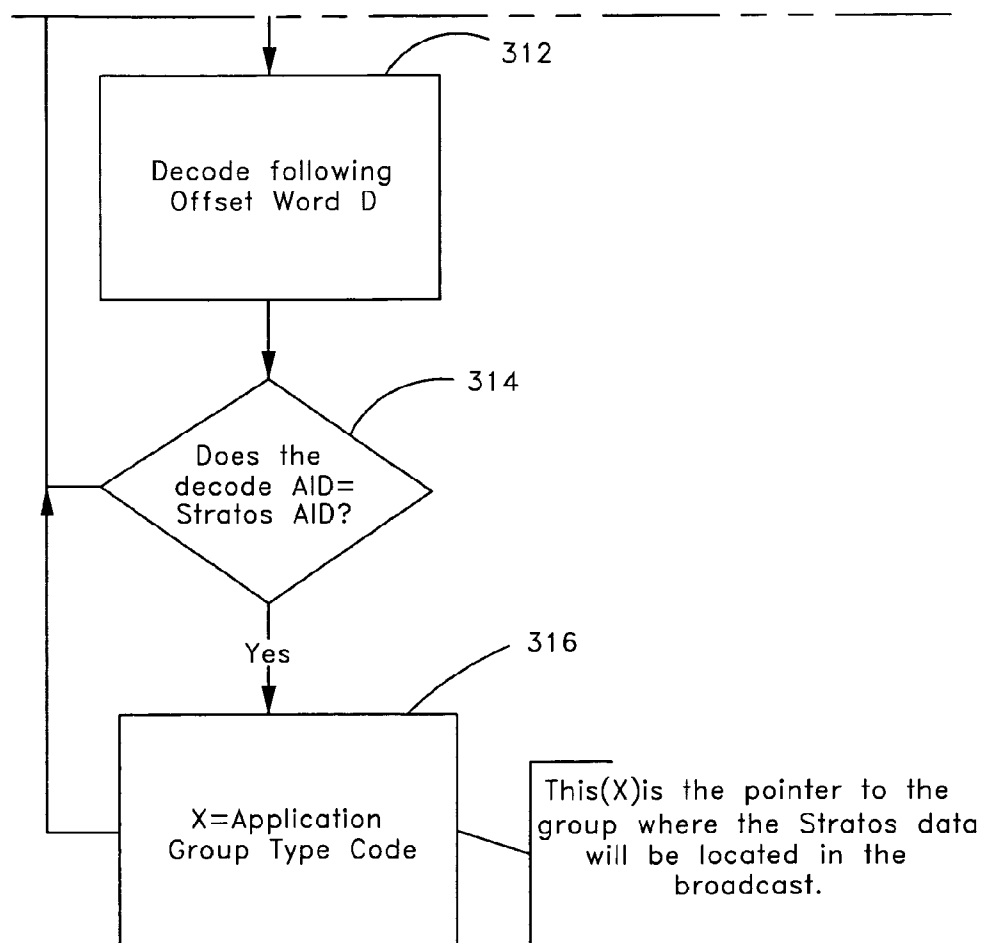 312
Decode following
Offset Word D
314
Does the
decode AID=
Stratos AID?
Yes
316
X=Application
Group Type Code
This(X)is the pointer to the
group where the Stratos data
will be located in the
broadcast.